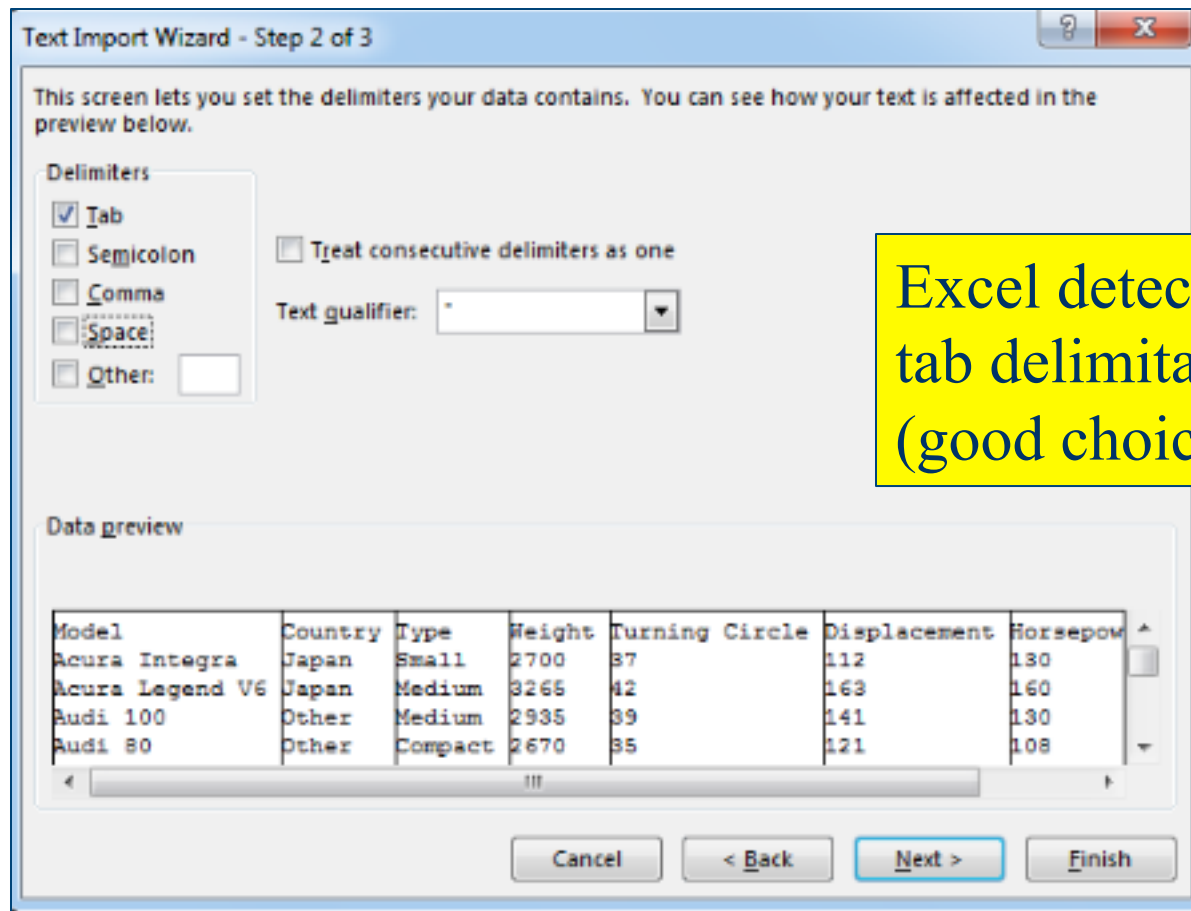 Text Import Wizard - Step 2 of 3
This screen lets you set the delimiters your data contains. You can see how your text is affected in the
preview below.
Delimiters
Tab
Semicolon
Comma
Space
Other:
Treat consecutive delimiters as one
Text qualifier: "
Excel detec
tab delimita
(good choic
Data preview
Model Country Type Weight Turning Circle Displacement Horsepow
Acura Integra Japan Small 2700 37 112 130
Acura Legend V6 Japan Medium 3265 42 163 160
Audi 100 Other Medium 2935 39 141 130
Audi 80 Other Compact 2670 35 121 108
Cancel < Back Next > Finish